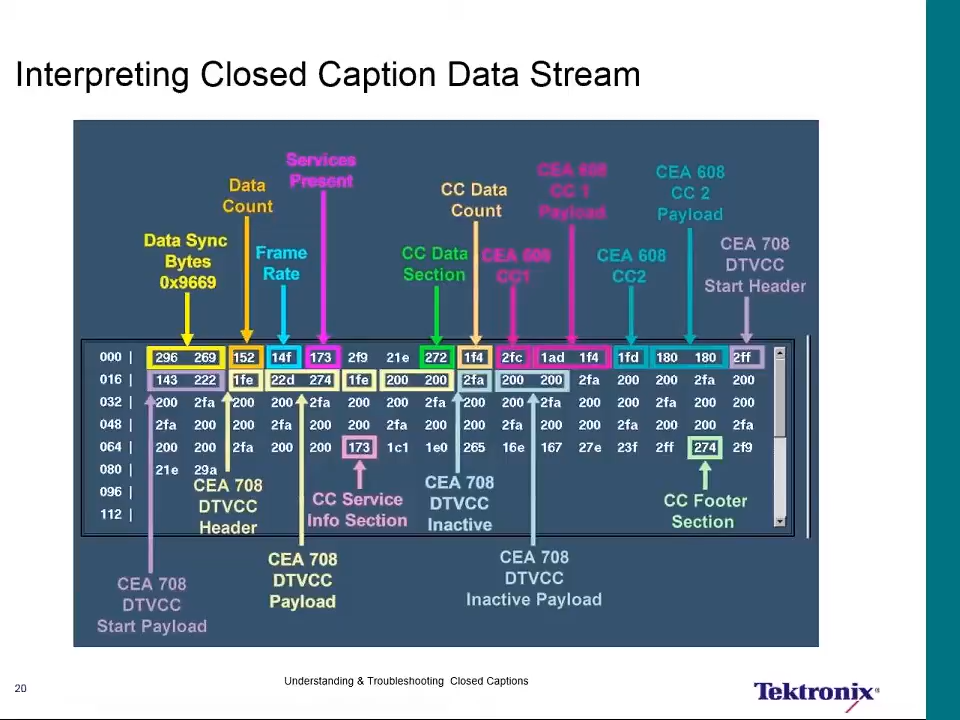 Interpreting Closed Caption Data Stream
Services
Present
Data
Count
CC Data
Count
CEA 608
CC 1
Payload
CEA 608
CC 2
Payload
Data Sync
Bytes
0x9669
Frame
Rate
CC Data
Section
CEA 608
CC1
CEA 608
CC2
CEA 708
DTVCC
Start Header
000 | 296 269 152 14f 173 2f9 21e 272 1f4 2fc 1ad 1f4 1fd 180 180 2ff
016 | 143 222 1fe 22d 274 1fe 200 200 2fa 200 200 2fa 200 200 2fa 200
032 | 200 2fa 200 200 2fa 200 200 2fa 200 200 2fa 200 200 2fa 200 200
048 | 2fa 200 200 2fa 200 200 2fa 200 200 2fa 200 200 2fa 200 200 2fa
064 | 200 200 2fa 200 200 173 1c1 1e0 265 16e 167 27e 23f 2ff 274 2f9
080 | 21e 29a
096 |
112 |
CEA 708
DTVCC
Header
CC Service
Info Section
CEA 708
DTVCC
Inactive
CC Footer
Section
CEA 708
DTVCC
Start Payload
CEA 708
DTVCC
Payload
CEA 708
DTVCC
Inactive Payload
20
Understanding & Troubleshooting Closed Captions
Tektronix